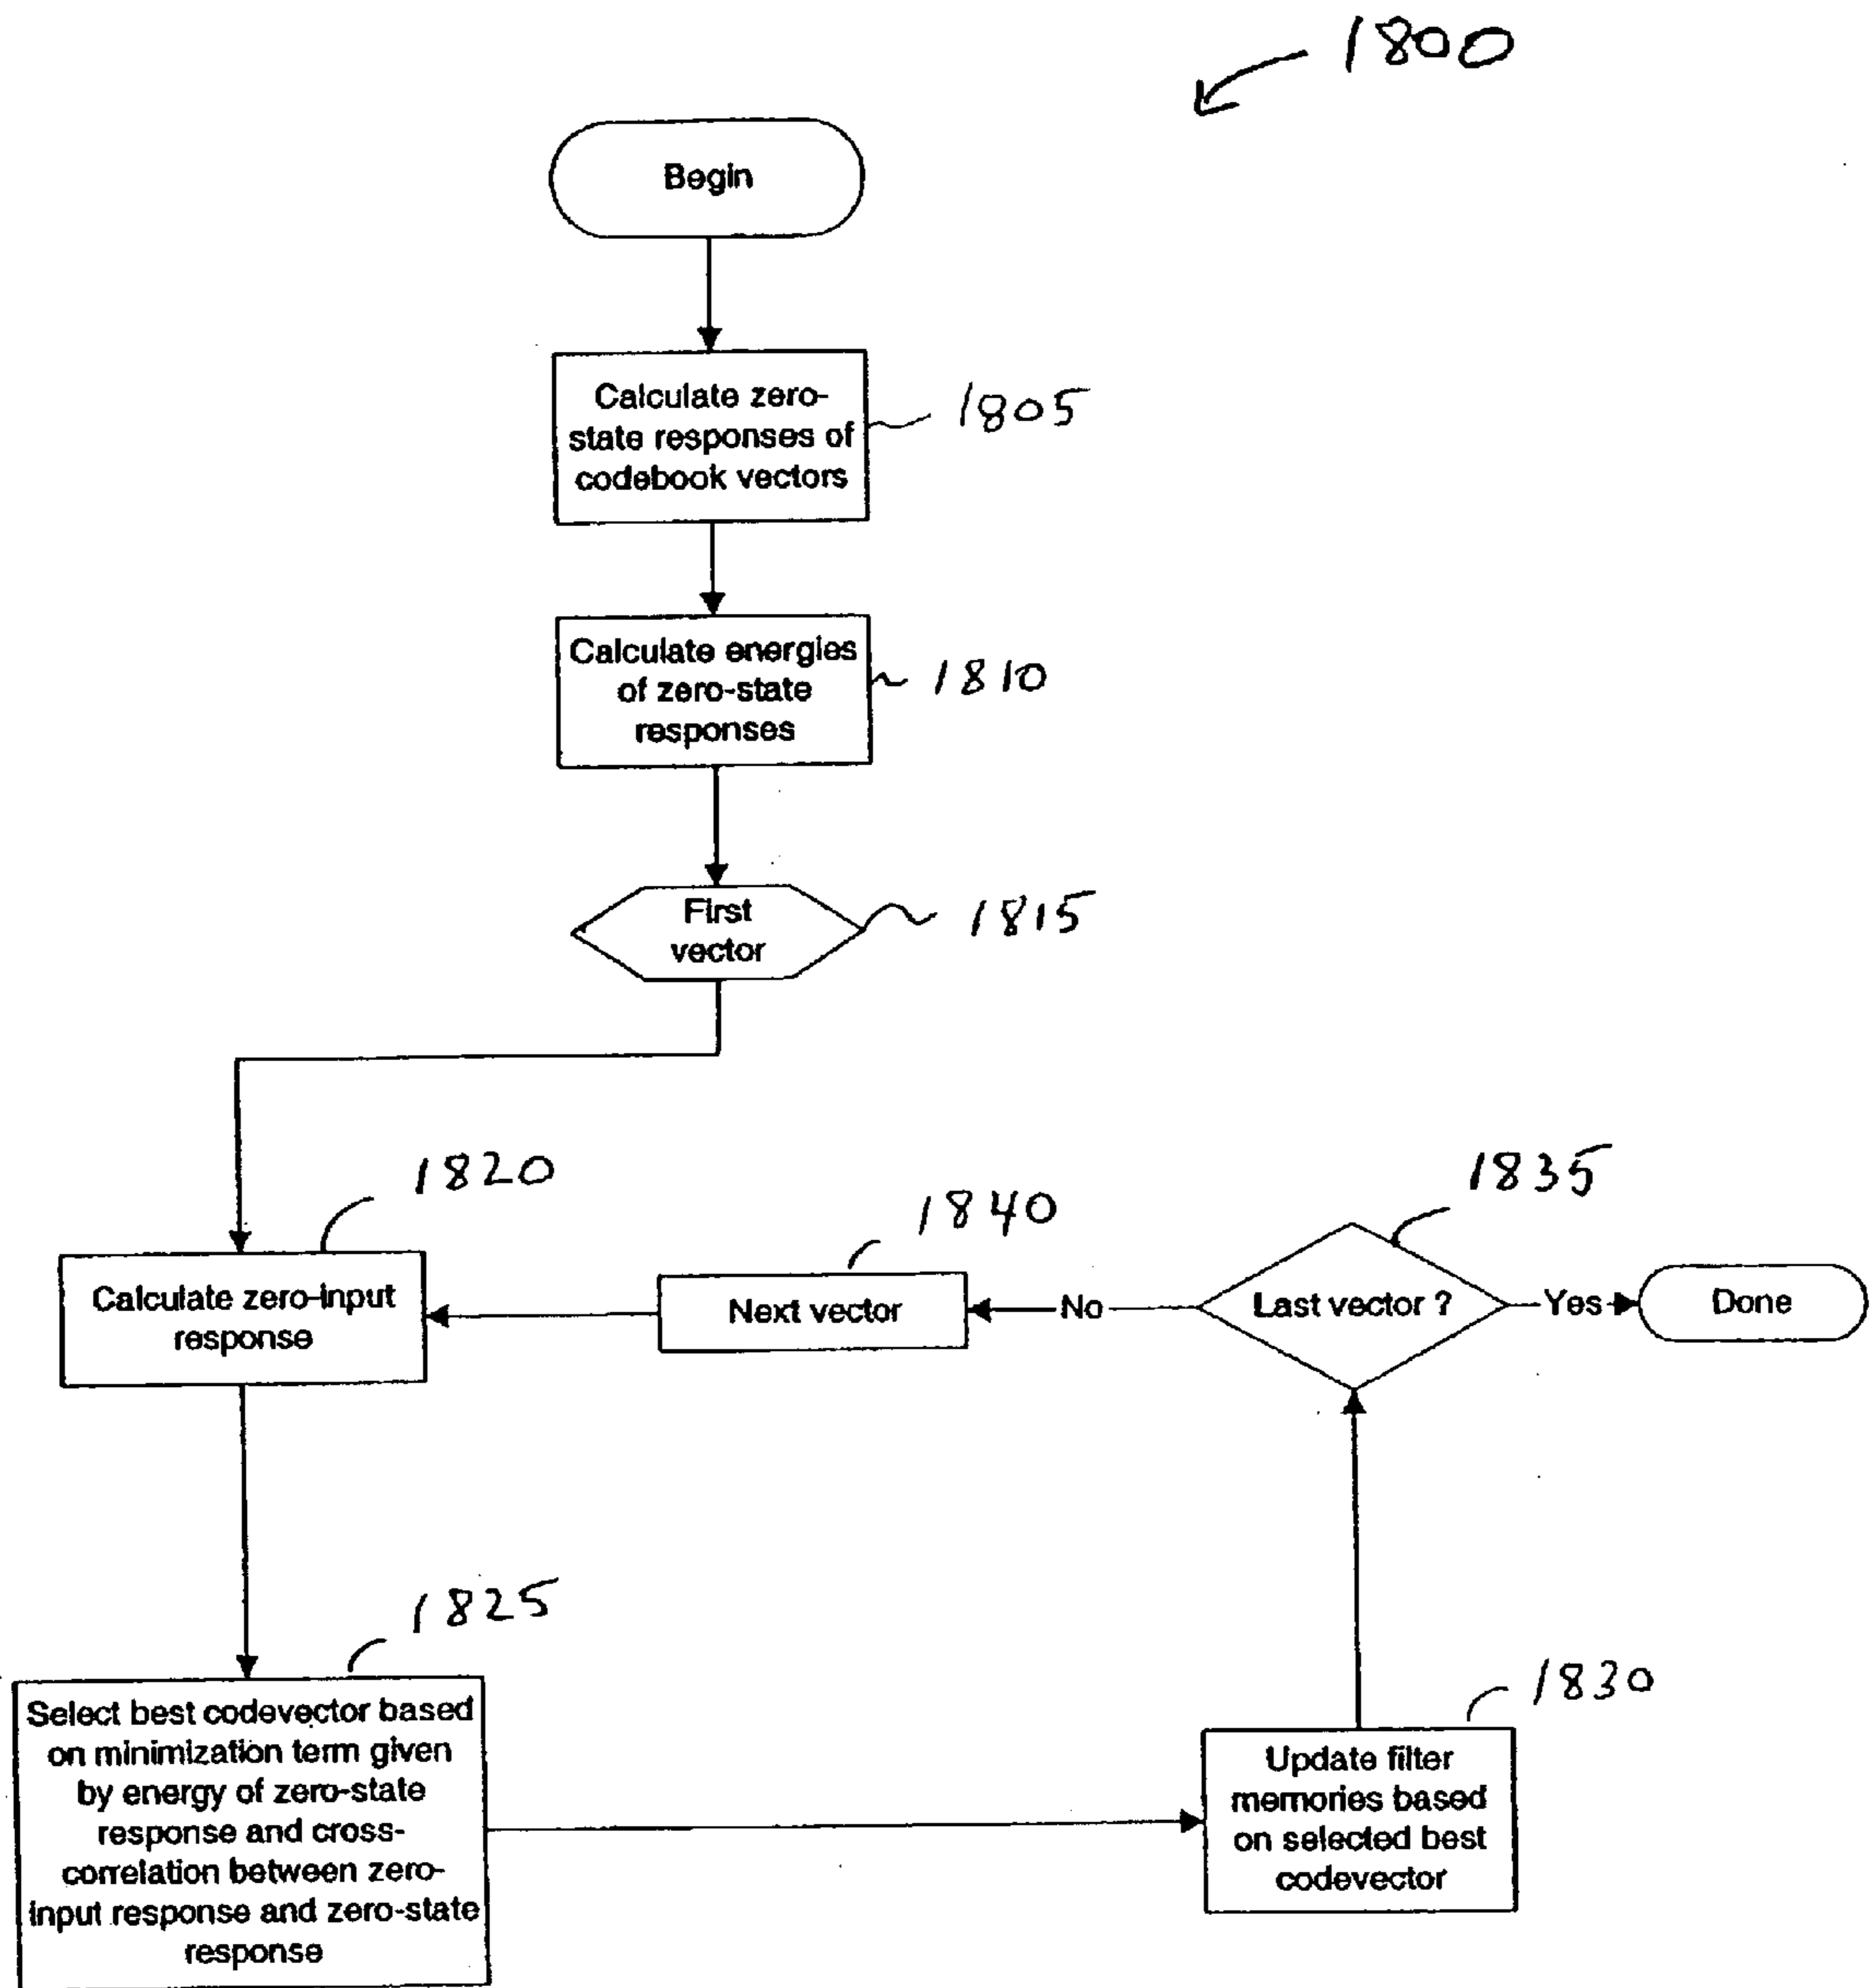 1800
Begin
Calculate zero-
state responses of
codebook vectors
1805
Calculate energies
of zero-state
responses
1810
First
vector
1815
1820
Calculate zero-input
response
1840
Next vector
No
1835
Last vector ?
Yes
Done
1825
Select best codevector based
on minimization term given
by energy of zero-state
response and cross-
correlation between zero-
input response and zero-state
response
1830
Update filter
memories based
on selected best
codevector